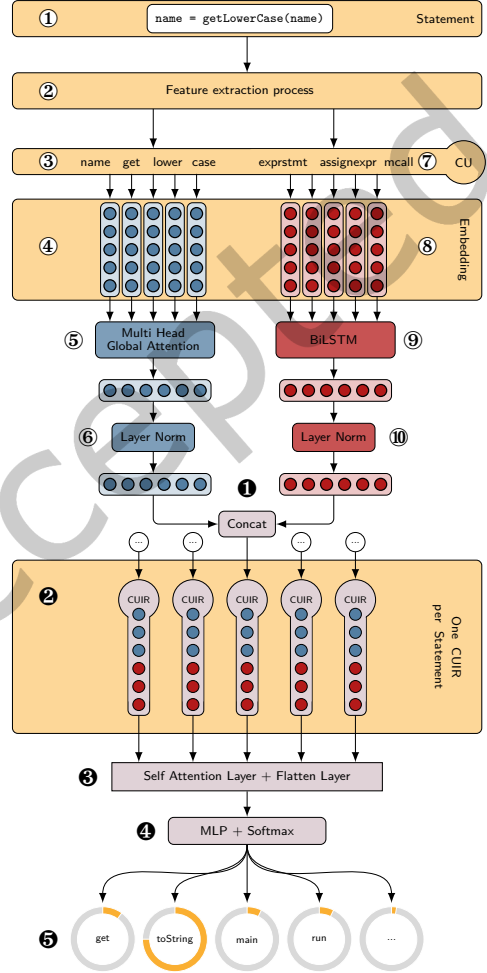 ① name = getLowerCase(name) Statement
② Feature extraction process
③ name get lower case exprstmt assignexpr mcall ⑦ CU
④ ⑧ Embedding
⑤ Multi Head
Global Attention
BiLSTM ⑨
⑥ Layer Norm
Layer Norm ⑩
❶
Concat
... ... ... ...
❷ CUIR CUIR CUIR CUIR CUIR
One CUIR
per Statement
❸ Self Attention Layer + Flatten Layer
❹ MLP + Softmax
❺ get toString main run ...
cepted